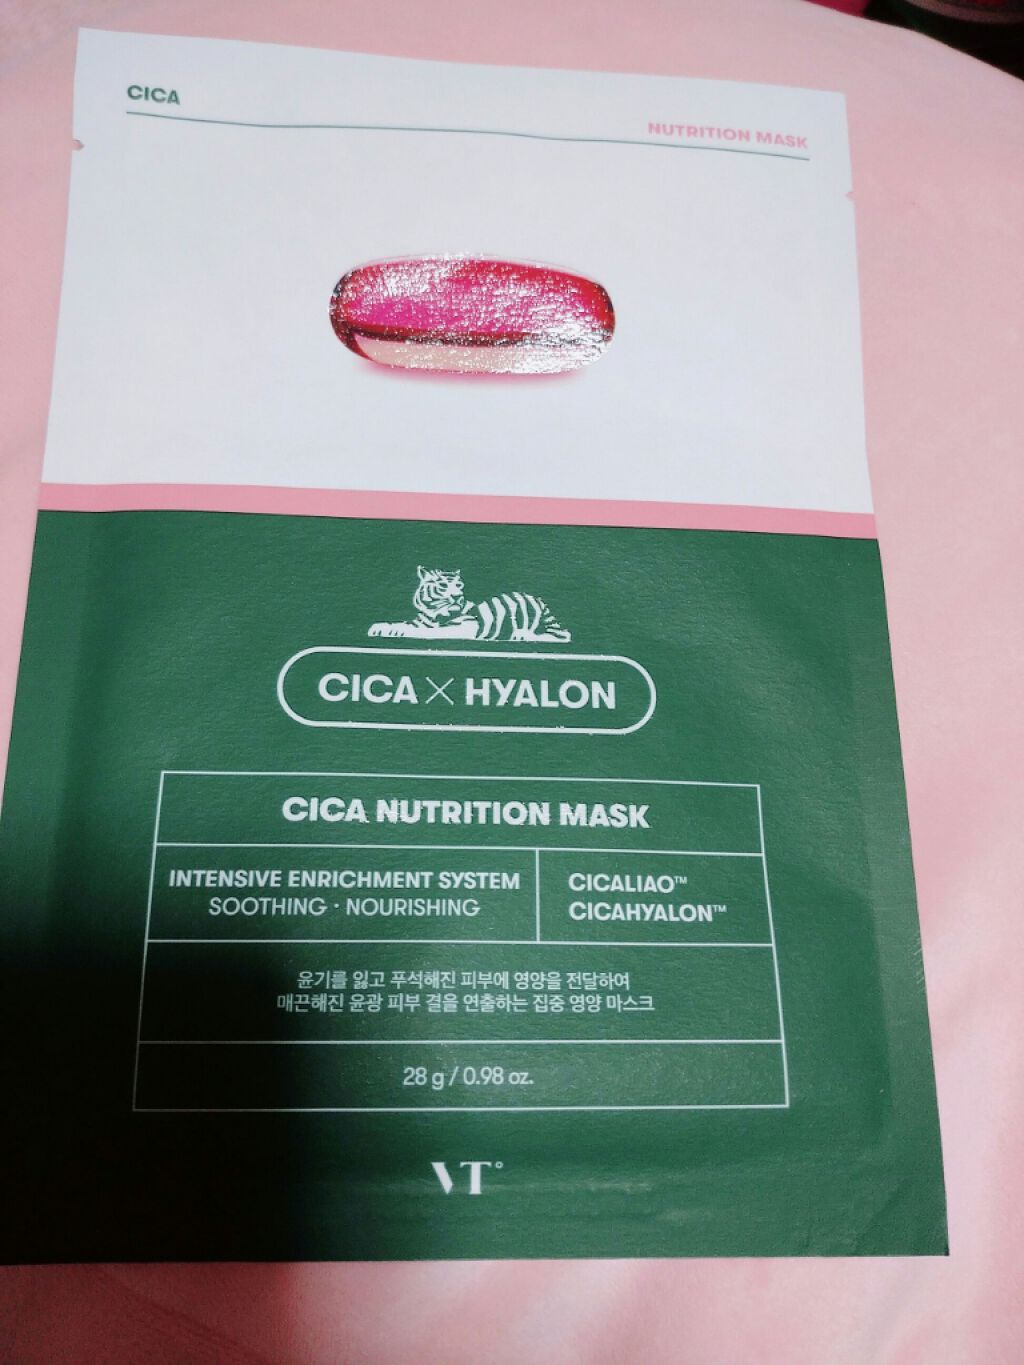 CICA
NUTRITION MASK
CICA X HYALON
CICA NUTRITION MASK
INTENSIVE ENRICHMENT SYSTEM
SOOTHING · NOURISHING
CICALIAO™
CICAHYALON™
윤기를 잃고 푸석해진 피부에 영양을 전달하여
매끈해진 윤광 피부 결을 연출하는 집중 영양 마스크
28 g / 0.98 oz.
VT°